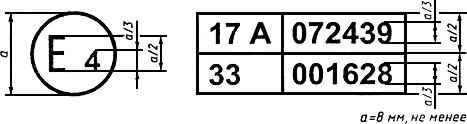 a E 4 a/3 a/2
17 A 072439 a/3 a/2
33 001628 a/3 a/2
a=8 мм, не менее